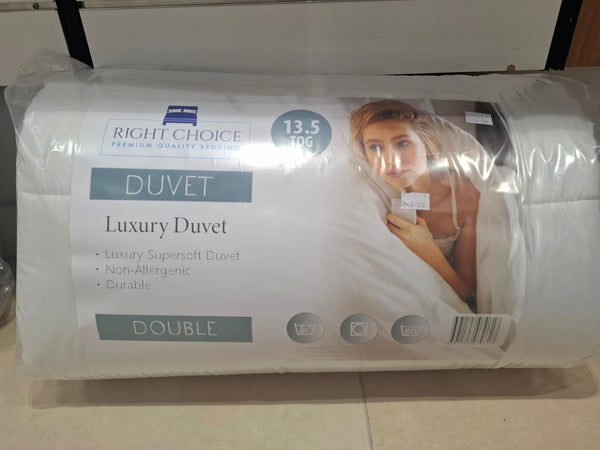 RIGHT CHOICE
PREMIUM QUALITY BEDDING
13.5
TOG
DUVET
Luxury Duvet
• Luxury Supersoft Duvet
• Non-Allergenic
• Durable
DOUBLE